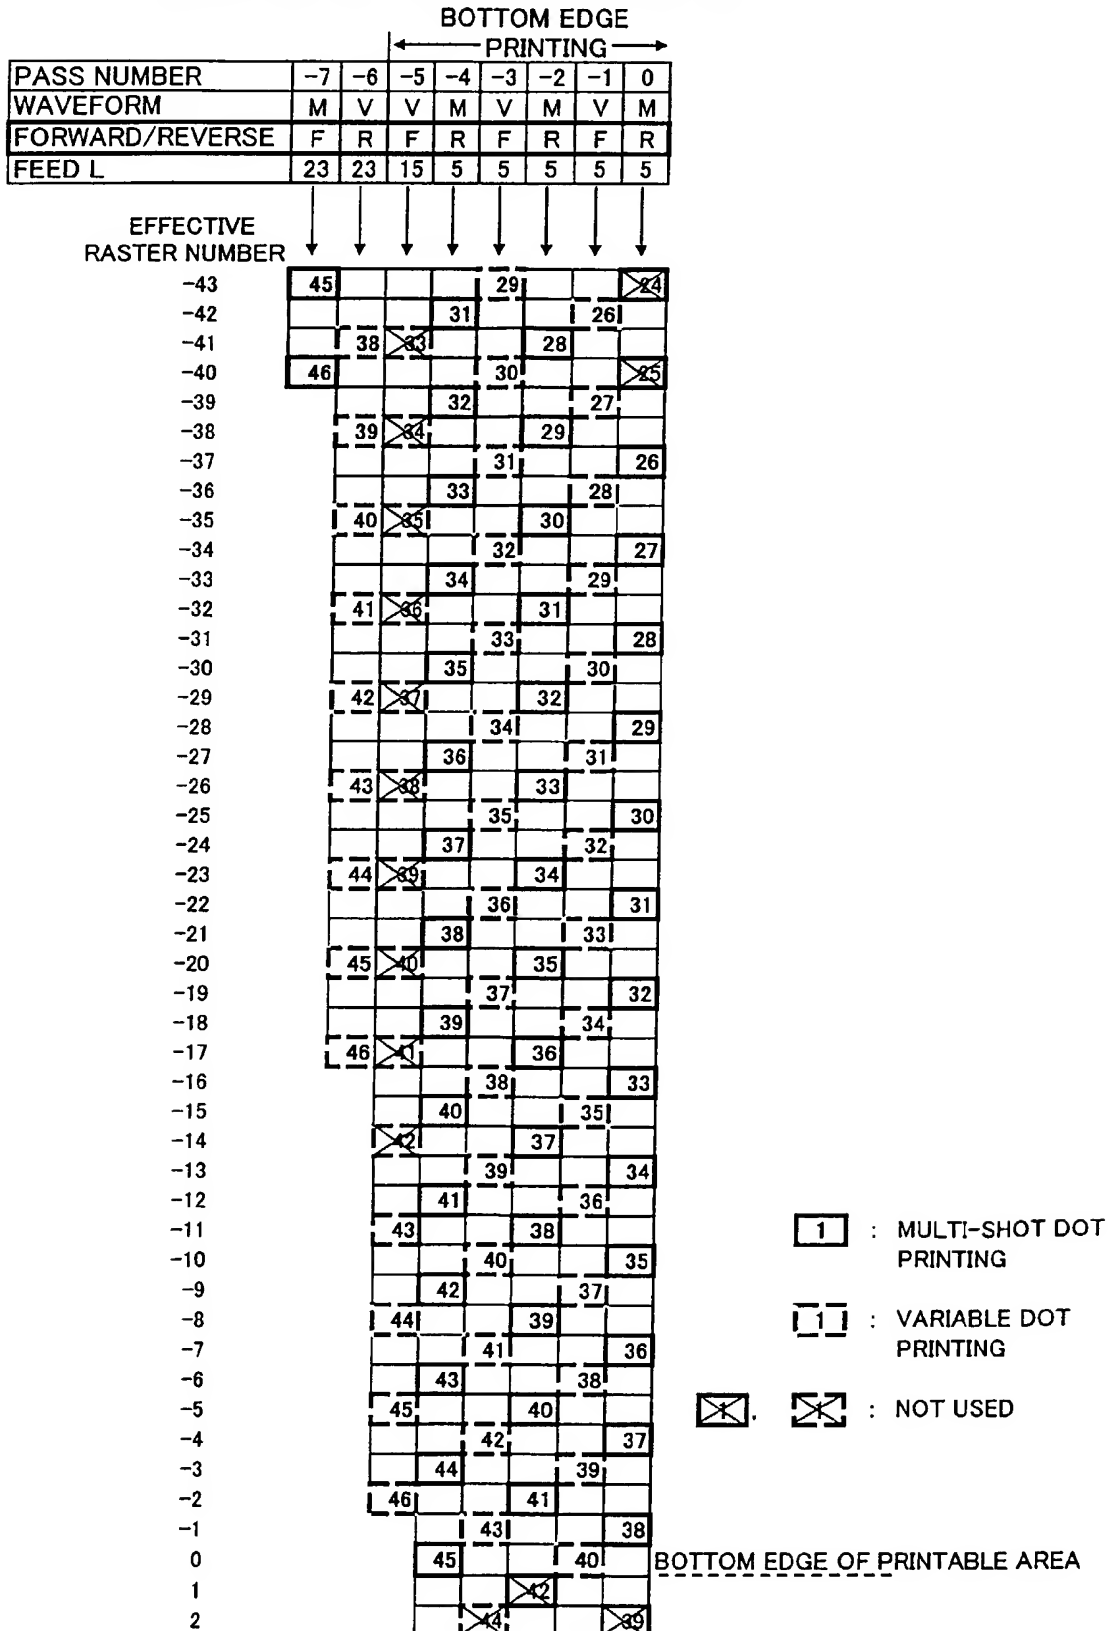 BOTTOM EDGE
PRINTING
PASS NUMBER -7 -6 -5 -4 -3 -2 -1 0
WAVEFORM M V V M V M V M
FORWARD/REVERSE F R F R F R F R
FEED L 23 23 15 5 5 5 5 5
EFFECTIVE
RASTER NUMBER
-43 45 29 24
-42 31 26
-41 38 33 28
-40 46 30 25
-39 32 27
-38 39 34 29
-37 31 26
-36 33 28
-35 40 35 30
-34 32 27
-33 34 29
-32 41 36 31
-31 33 28
-30 35 30
-29 42 37 32
-28 34 29
-27 36 31
-26 43 38 33
-25 35 30
-24 37 32
-23 44 39 34
-22 36 31
-21 38 33
-20 45 40 35
-19 37 32
-18 39 34
-17 46 41 36
-16 38 33
-15 40 35
-14 42 37
-13 39 34
-12 41 36
-11 43 38
-10 40 35
-9 42 37
-8 44 39
-7 41 36
-6 43 38
-5 45 40
-4 42 37
-3 44 39
-2 46 41
-1 43 38
0 45 40 BOTTOM EDGE OF PRINTABLE AREA
1 42
2 44 39
1 : MULTI-SHOT DOT
PRINTING
1 : VARIABLE DOT
PRINTING
1 . 1 : NOT USED